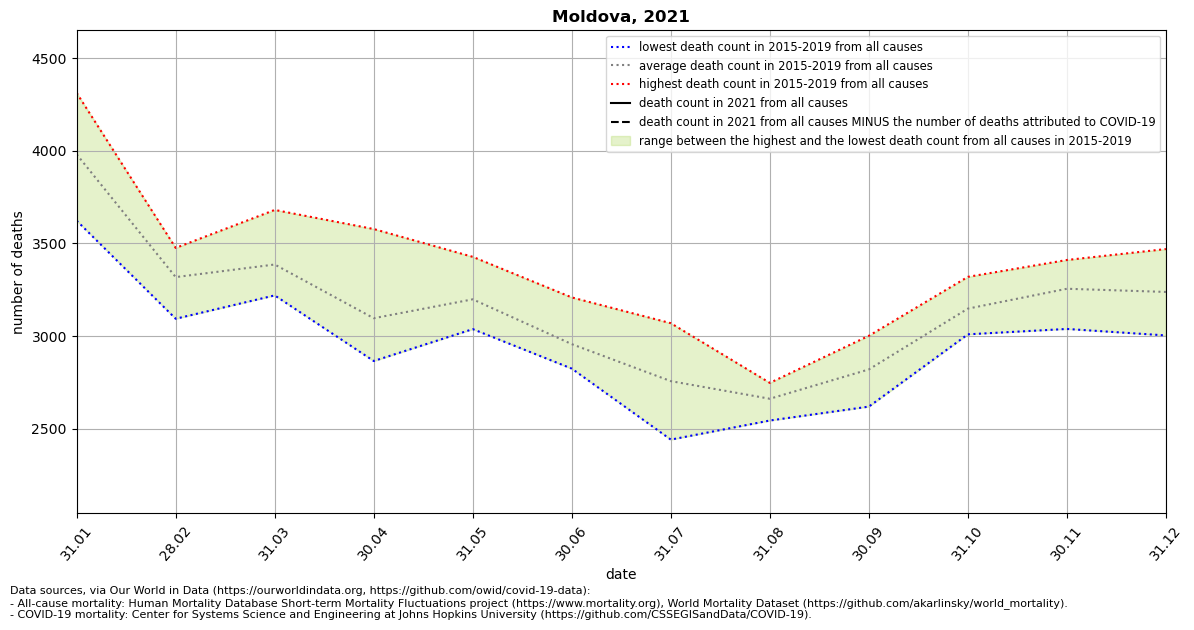 Moldova, 2021
lowest death count in 2015-2019 from all causes
average death count in 2015-2019 from all causes
highest death count in 2015-2019 from all causes
death count in 2021 from all causes
death count in 2021 from all causes MINUS the number of deaths attributed to COVID-19
range between the highest and the lowest death count from all causes in 2015-2019
number of deaths
4500
4000
3500
3000
2500
31.01
28.02
31.03
30.04
31.05
30.06
31.07
31.08
30.09
31.10
30.11
31.12
date
Data sources, via Our World in Data (https://ourworldindata.org, https://github.com/owid/covid-19-data):
- All-cause mortality: Human Mortality Database Short-term Mortality Fluctuations project (https://www.mortality.org), World Mortality Dataset (https://github.com/akarlinsky/world_mortality).
- COVID-19 mortality: Center for Systems Science and Engineering at Johns Hopkins University (https://github.com/CSSEGISandData/COVID-19).